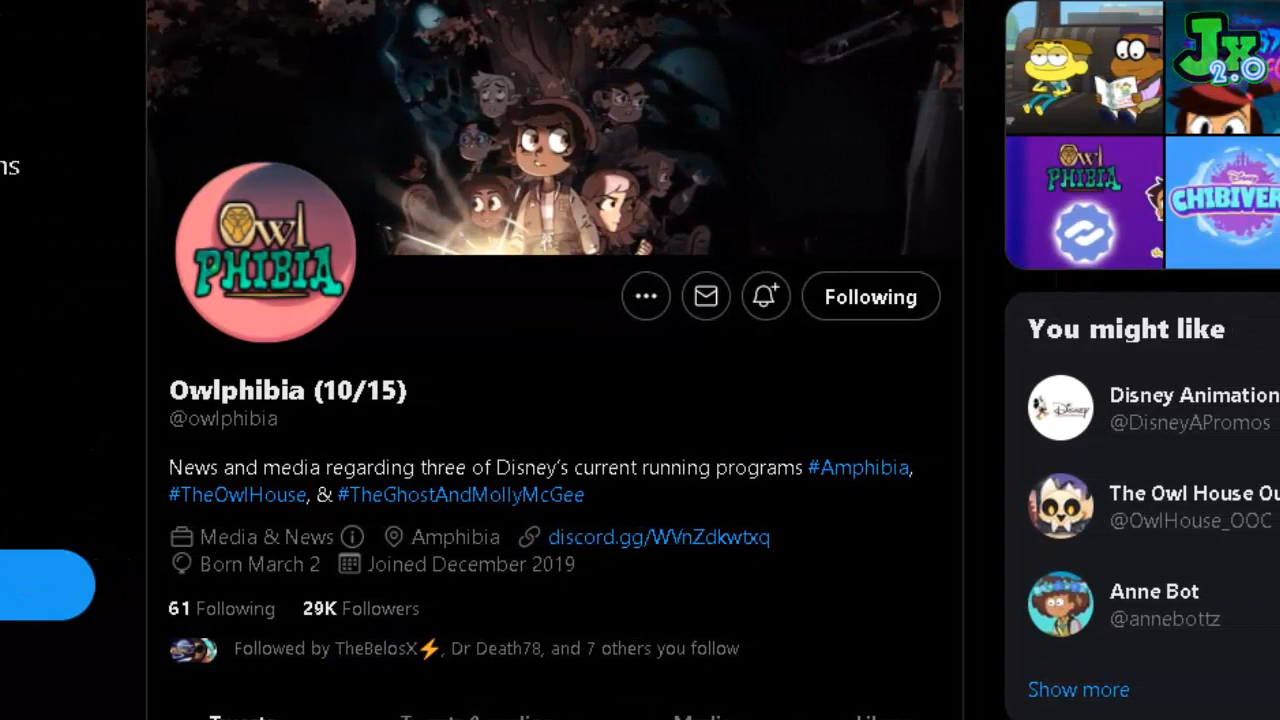 ns
Owl
PHIBIA
Following
Owlphibia (10/15)
@owlphibia
News and media regarding three of Disney's current running programs #Amphibia,
#TheOwlHouse, & #TheGhostAndMollyMcGee
Media & News Amphibia discord.gg/WVnZdkwtxq
Born March 2 Joined December 2019
61 Following 29K Followers
Followed by TheBelosX⚡, Dr Death78, and 7 others you follow
Jx
2.0
Owl
PHIBIA
Disney
CHIBIVER
You might like
Disney Animation
@DisneyAPromos
Disney
The Owl House Ou
@OwlHouse_OOC
Anne Bot
@annebottz
Show more